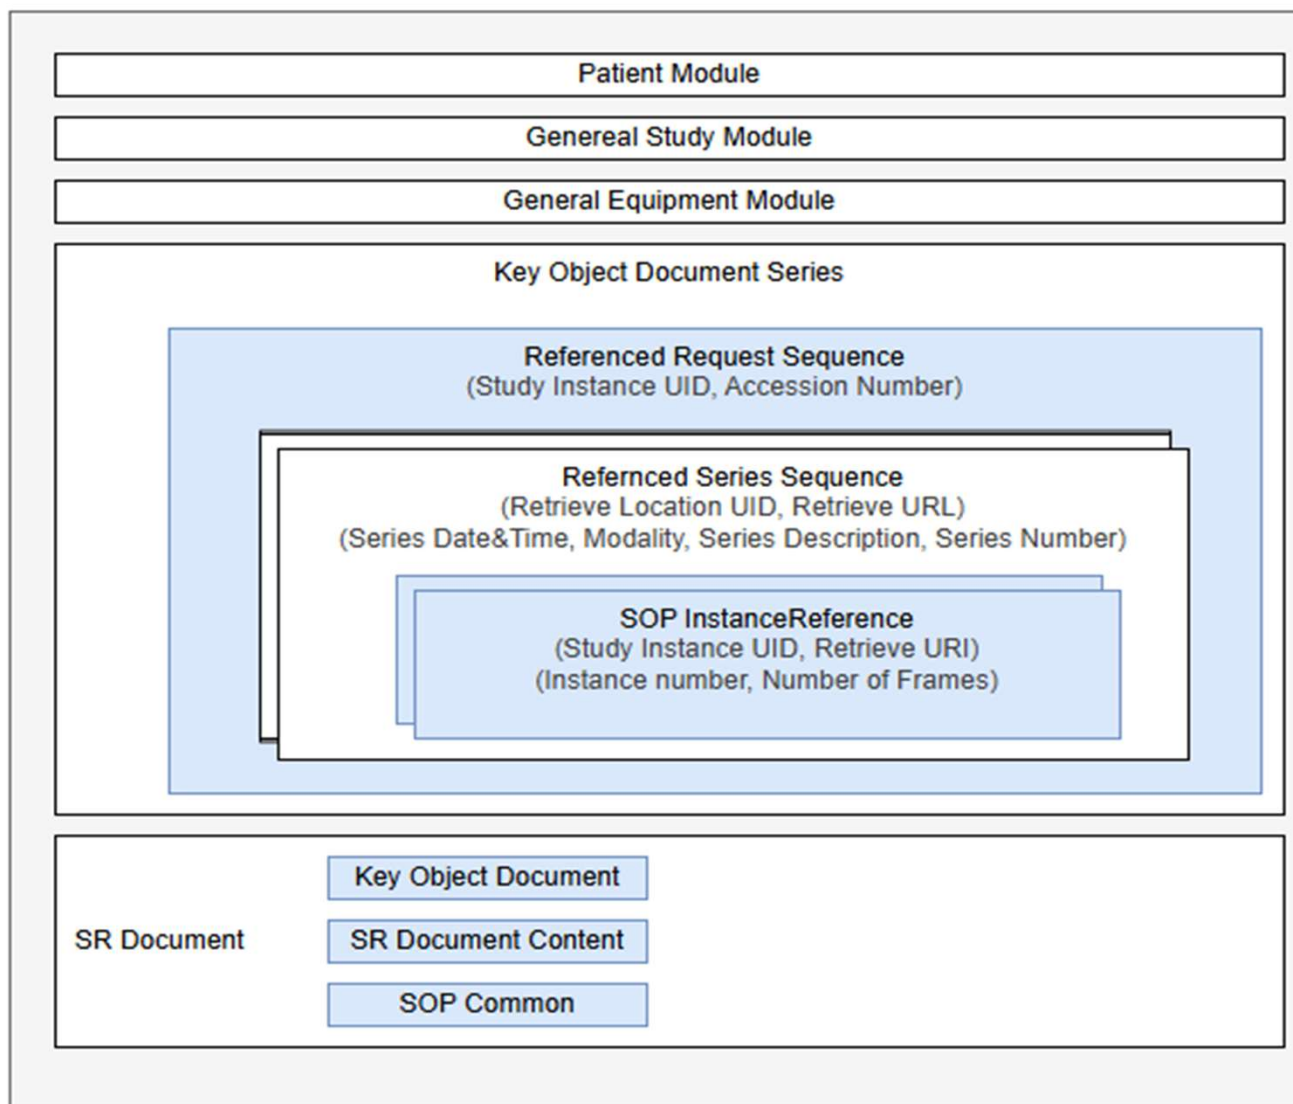 Patient Module
Genereal Study Module
General Equipment Module
Key Object Document Series
Referenced Request Sequence
(Study Instance UID, Accession Number)
Refernced Series Sequence
(Retrieve Location UID, Retrieve URL)
(Series Date&Time, Modality, Series Description, Series Number)
SOP InstanceReference
(Study Instance UID, Retrieve URI)
(Instance number, Number of Frames)
Key Object Document
SR Document
SR Document Content
SOP Common